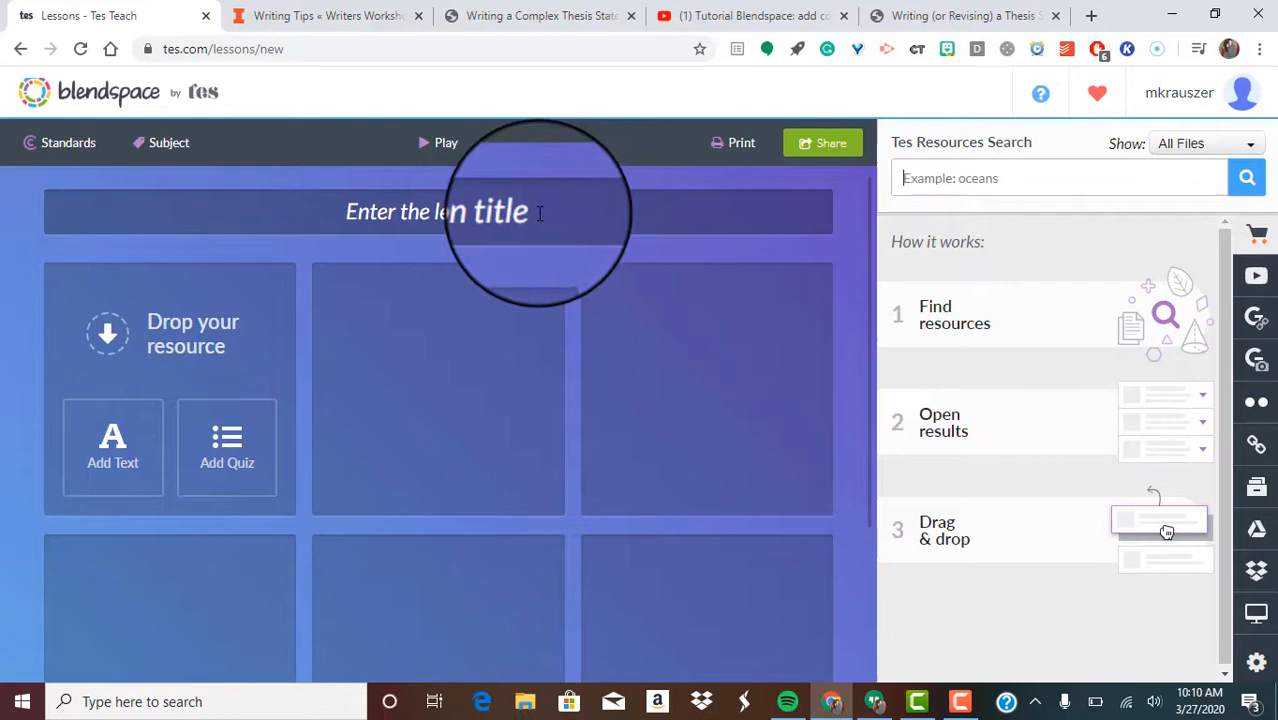 tes Lessons - Tes Teach
Writing Tips « Writers Worksho
Writing a Complex Thesis State
(1) Tutorial Blendspace: add co
Writing (or Revising) a Thesis S
tes.com/lessons/new
6
blendspace by tes
mkrauszer
Standards
Subject
Play
Print
Share
Enter the le n title
Drop your
resource
Add Text
Add Quiz
Tes Resources Search
Show: All Files
Example: oceans
How it works:
1 Find
resources
2 Open
results
3 Drag
& drop
Type here to search
10:10 AM
3/27/2020
3